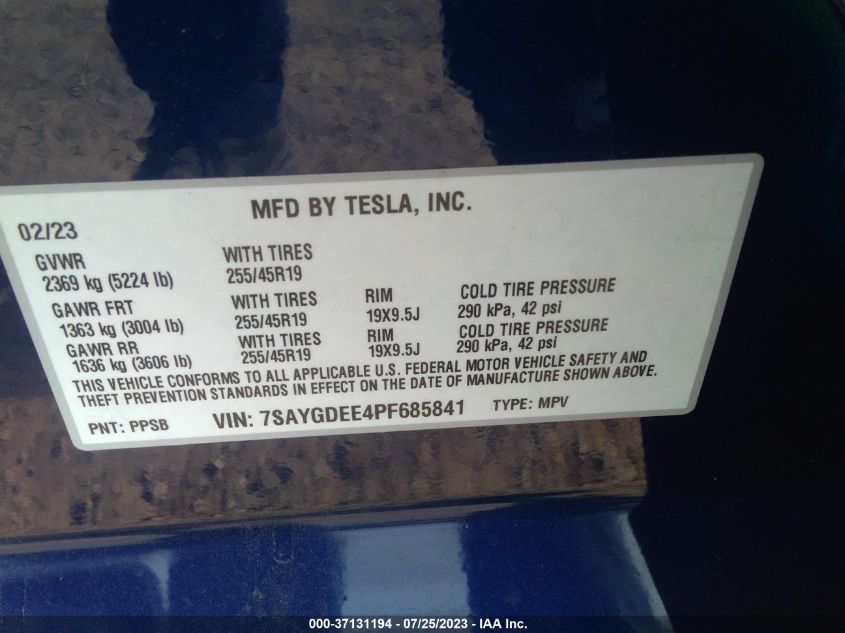 MFD BY TESLA, INC.
02/23
GVWR WITH TIRES
2369 kg (5224 lb) 255/45R19
GAWR FRT WITH TIRES RIM COLD TIRE PRESSURE
1363 kg (3004 lb) 255/45R19 19X9.5J 290 kPa, 42 psi
GAWR RR WITH TIRES RIM COLD TIRE PRESSURE
1636 kg (3606 lb) 255/45R19 19X9.5J 290 kPa, 42 psi
THIS VEHICLE CONFORMS TO ALL APPLICABLE U.S. FEDERAL MOTOR VEHICLE SAFETY AND
THEFT PREVENTION STANDARDS IN EFFECT ON THE DATE OF MANUFACTURE SHOWN ABOVE.
PNT: PPSB VIN: 7SAYGDEE4PF685841 TYPE: MPV
000-37131194 - 07/25/2023 - IAA Inc.